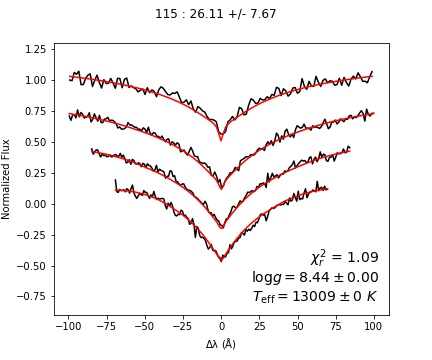 115 : 26.11 +/- 7.67
1.25
1.00
0.75
0.50
0.25
0.00
−0.25
−0.50
−0.75
Normalized Flux
χ²ᵣ = 1.09
logg = 8.44 ± 0.00
Teff = 13009 ± 0 K
−100 −75 −50 −25 0 25 50 75 100
Δλ (Å)